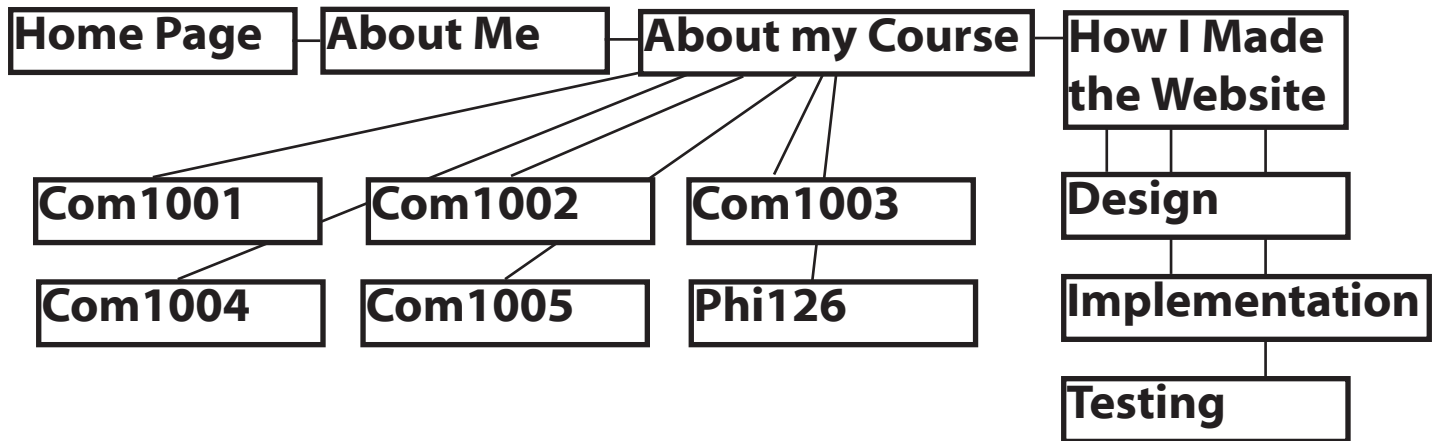 Home Page
About Me
About my Course
How I Made
the Website
Com1001
Com1002
Com1003
Design
Com1004
Com1005
Phi126
Implementation
Testing